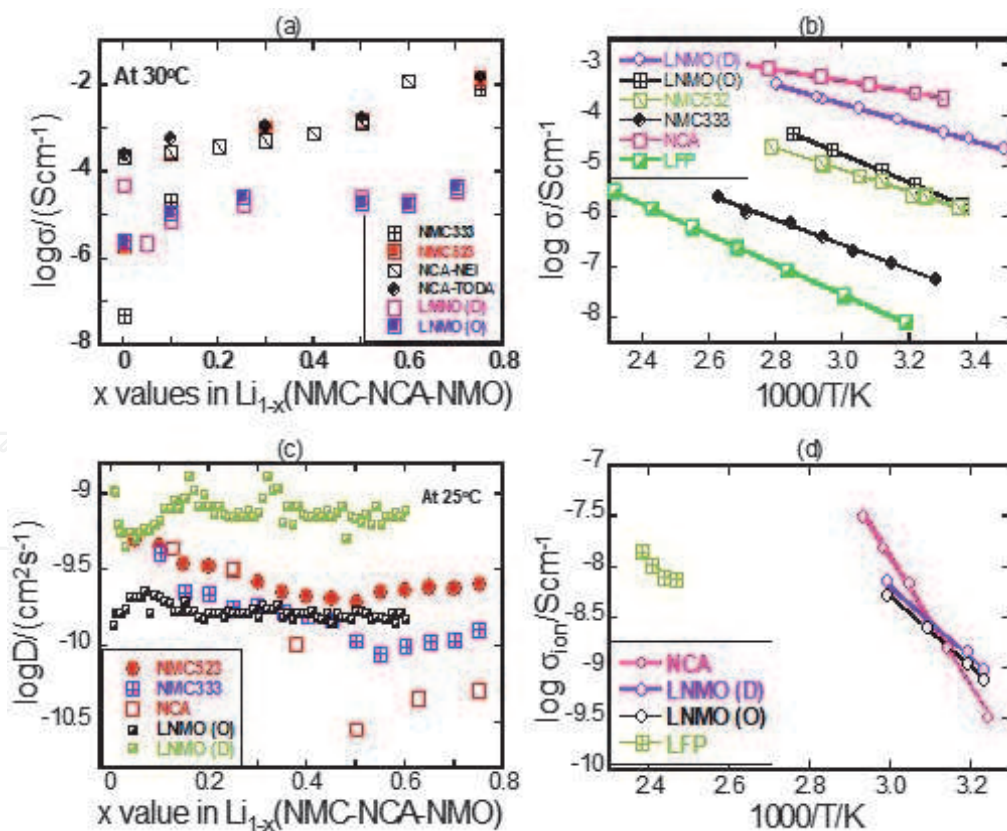 (a)
At 30°C
logσ/(Scm⁻¹)
-2
-4
-6
-8
NMC333
NMC523
NCA-NEI
NCA-TODA
LMNO (D)
LNMO (O)
0 0.2 0.4 0.6 0.8
x values in Li₁₋ₓ(NMC-NCA-NMO)
(b)
log σ/Scm⁻¹
-3
-4
-5
-6
-7
-8
LNMO (D)
LNMO (O)
NMC532
NMC333
NCA
LFP
2.4 2.6 2.8 3.0 3.2 3.4
1000/T/K
(c)
At 25°C
logD/(cm²s⁻¹)
-9
-9.5
-10
-10.5
NMC523
NMC333
NCA
LNMO (O)
LNMO (D)
0 0.2 0.4 0.6 0.8
x value in Li₁₋ₓ(NMC-NCA-NMO)
(d)
log σion/Scm⁻¹
-7
-7.5
-8
-8.5
-9
-9.5
-10
NCA
LNMO (D)
LNMO (O)
LFP
2.4 2.6 2.8 3.0 3.2
1000/T/K